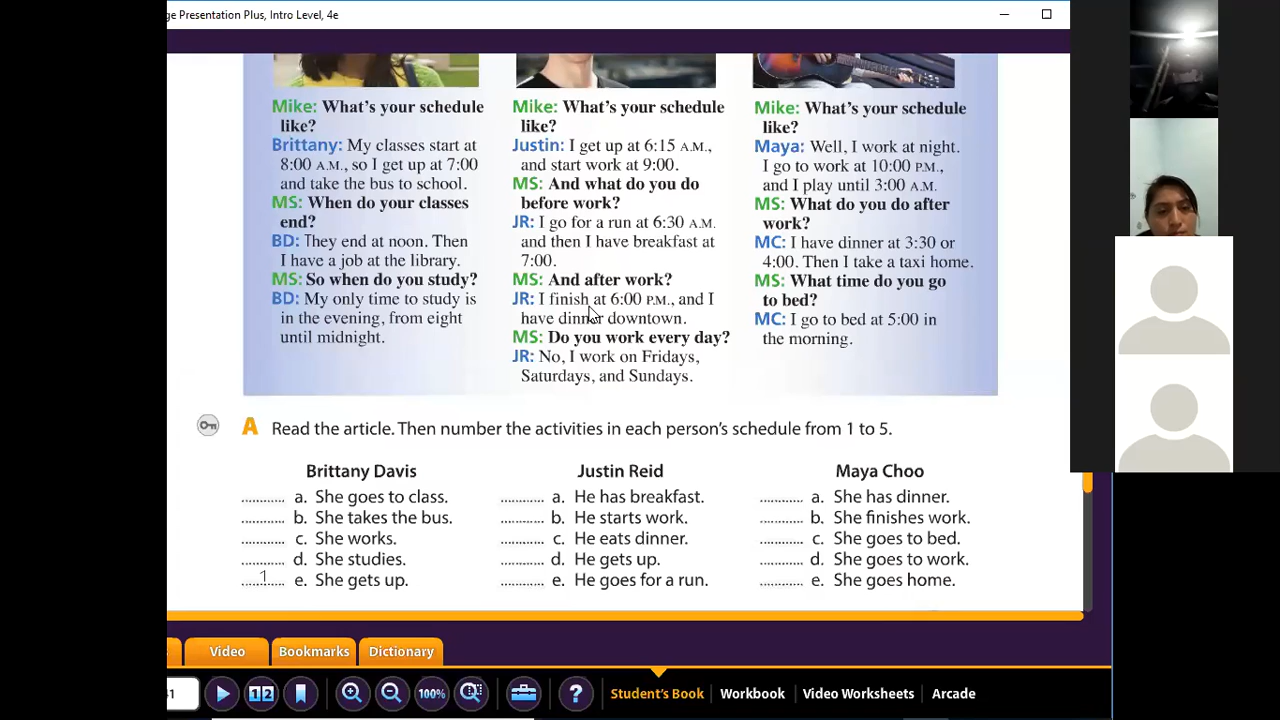 ge Presentation Plus, Intro Level, 4e
Mike: What's your schedule
like?
Brittany: My classes start at
8:00 A.M., so I get up at 7:00
and take the bus to school.
MS: When do your classes
end?
BD: They end at noon. Then
I have a job at the library.
MS: So when do you study?
BD: My only time to study is
in the evening, from eight
until midnight.
Mike: What's your schedule
like?
Justin: I get up at 6:15 A.M.,
and start work at 9:00.
MS: And what do you do
before work?
JR: I go for a run at 6:30 A.M.
and then I have breakfast at
7:00.
MS: And after work?
JR: I finish at 6:00 P.M., and I
have dinner downtown.
MS: Do you work every day?
JR: No, I work on Fridays,
Saturdays, and Sundays.
Mike: What's your schedule
like?
Maya: Well, I work at night.
I go to work at 10:00 P.M.,
and I play until 3:00 A.M.
MS: What do you do after
work?
MC: I have dinner at 3:30 or
4:00. Then I take a taxi home.
MS: What time do you go
to bed?
MC: I go to bed at 5:00 in
the morning.
A Read the article. Then number the activities in each person's schedule from 1 to 5.
Brittany Davis
........... a. She goes to class.
........... b. She takes the bus.
........... c. She works.
........... d. She studies.
.....1..... e. She gets up.
Justin Reid
........... a. He has breakfast.
........... b. He starts work.
........... c. He eats dinner.
........... d. He gets up.
........... e. He goes for a run.
Maya Choo
........... a. She has dinner.
........... b. She finishes work.
........... c. She goes to bed.
........... d. She goes to work.
........... e. She goes home.
Video Bookmarks Dictionary
1 2 100% ? Student's Book Workbook Video Worksheets Arcade